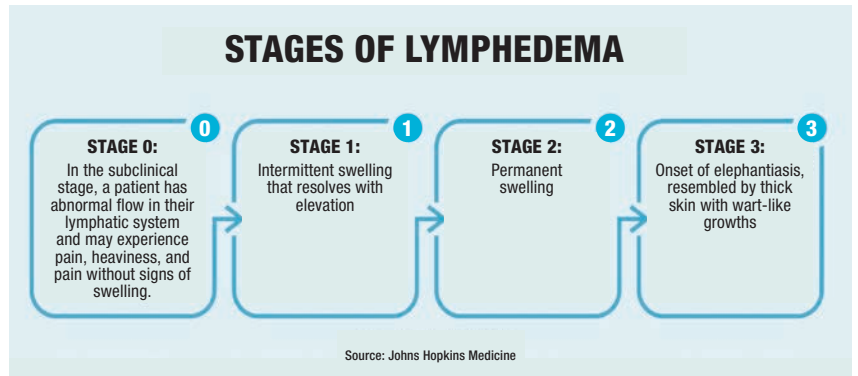 STAGES OF LYMPHEDEMA
0
STAGE 0:
In the subclinical
stage, a patient has
abnormal flow in their
lymphatic system
and may experience
pain, heaviness, and
pain without signs of
swelling.
1
STAGE 1:
Intermittent swelling
that resolves with
elevation
2
STAGE 2:
Permanent
swelling
3
STAGE 3:
Onset of elephantiasis,
resembled by thick
skin with wart-like
growths
Source: Johns Hopkins Medicine